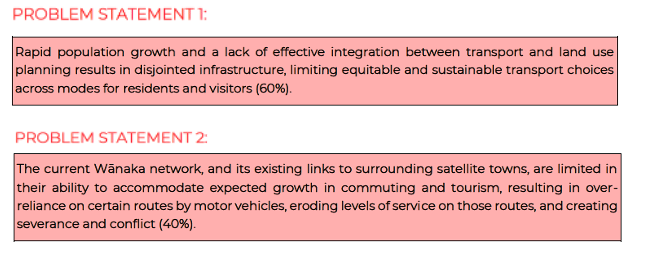 PROBLEM STATEMENT 1:
Rapid population growth and a lack of effective integration between transport and land use
planning results in disjointed infrastructure, limiting equitable and sustainable transport choices
across modes for residents and visitors (60%).
PROBLEM STATEMENT 2:
The current Wānaka network, and its existing links to surrounding satellite towns, are limited in
their ability to accommodate expected growth in commuting and tourism, resulting in over-
reliance on certain routes by motor vehicles, eroding levels of service on those routes, and creating
severance and conflict (40%).